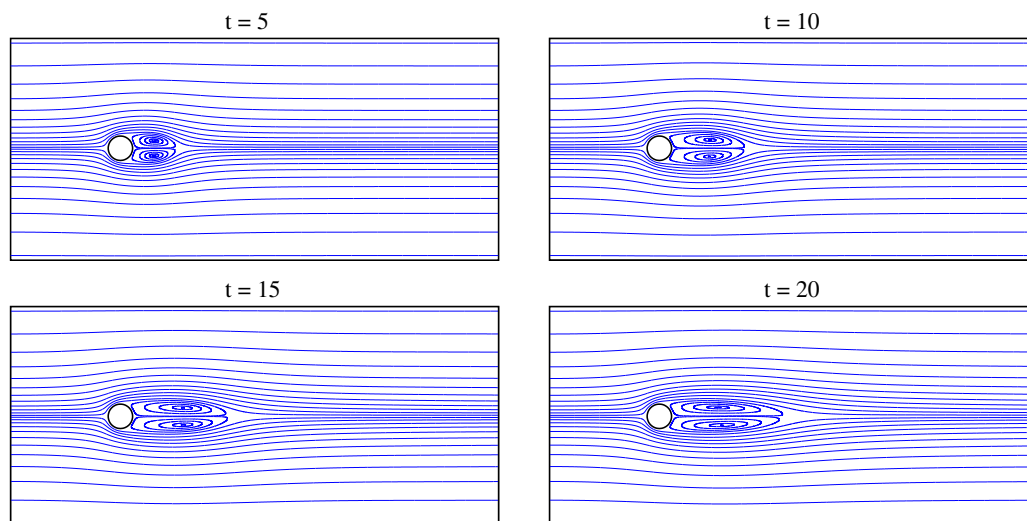 t = 5
t = 10
t = 15
t = 20